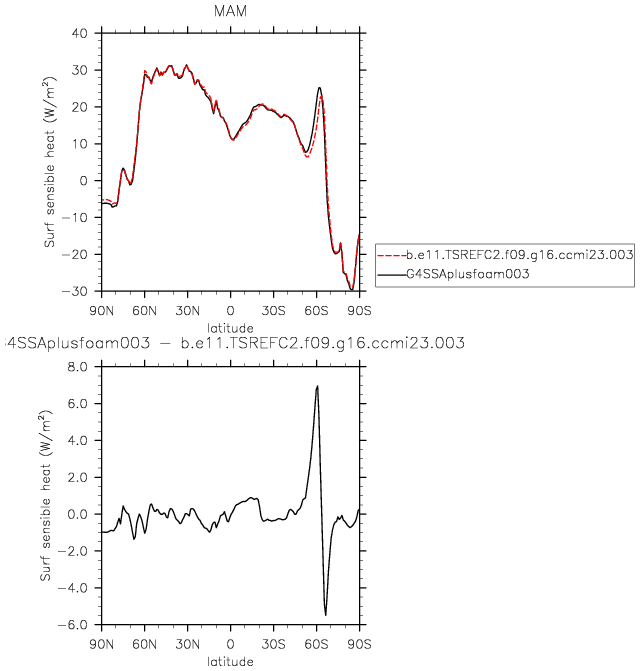 MAM
Surf sensible heat (W/m²)
40
30
20
10
0
−10
−20
−30
90N 60N 30N 0 30S 60S 90S
latitude
b.e11.TSREFC2.f09.g16.ccmi23.003
G4SSAplusfoam003
4SSAplusfoam003 − b.e11.TSREFC2.f09.g16.ccmi23.003
Surf sensible heat (W/m²)
8.0
6.0
4.0
2.0
0.0
−2.0
−4.0
−6.0
90N 60N 30N 0 30S 60S 90S
latitude